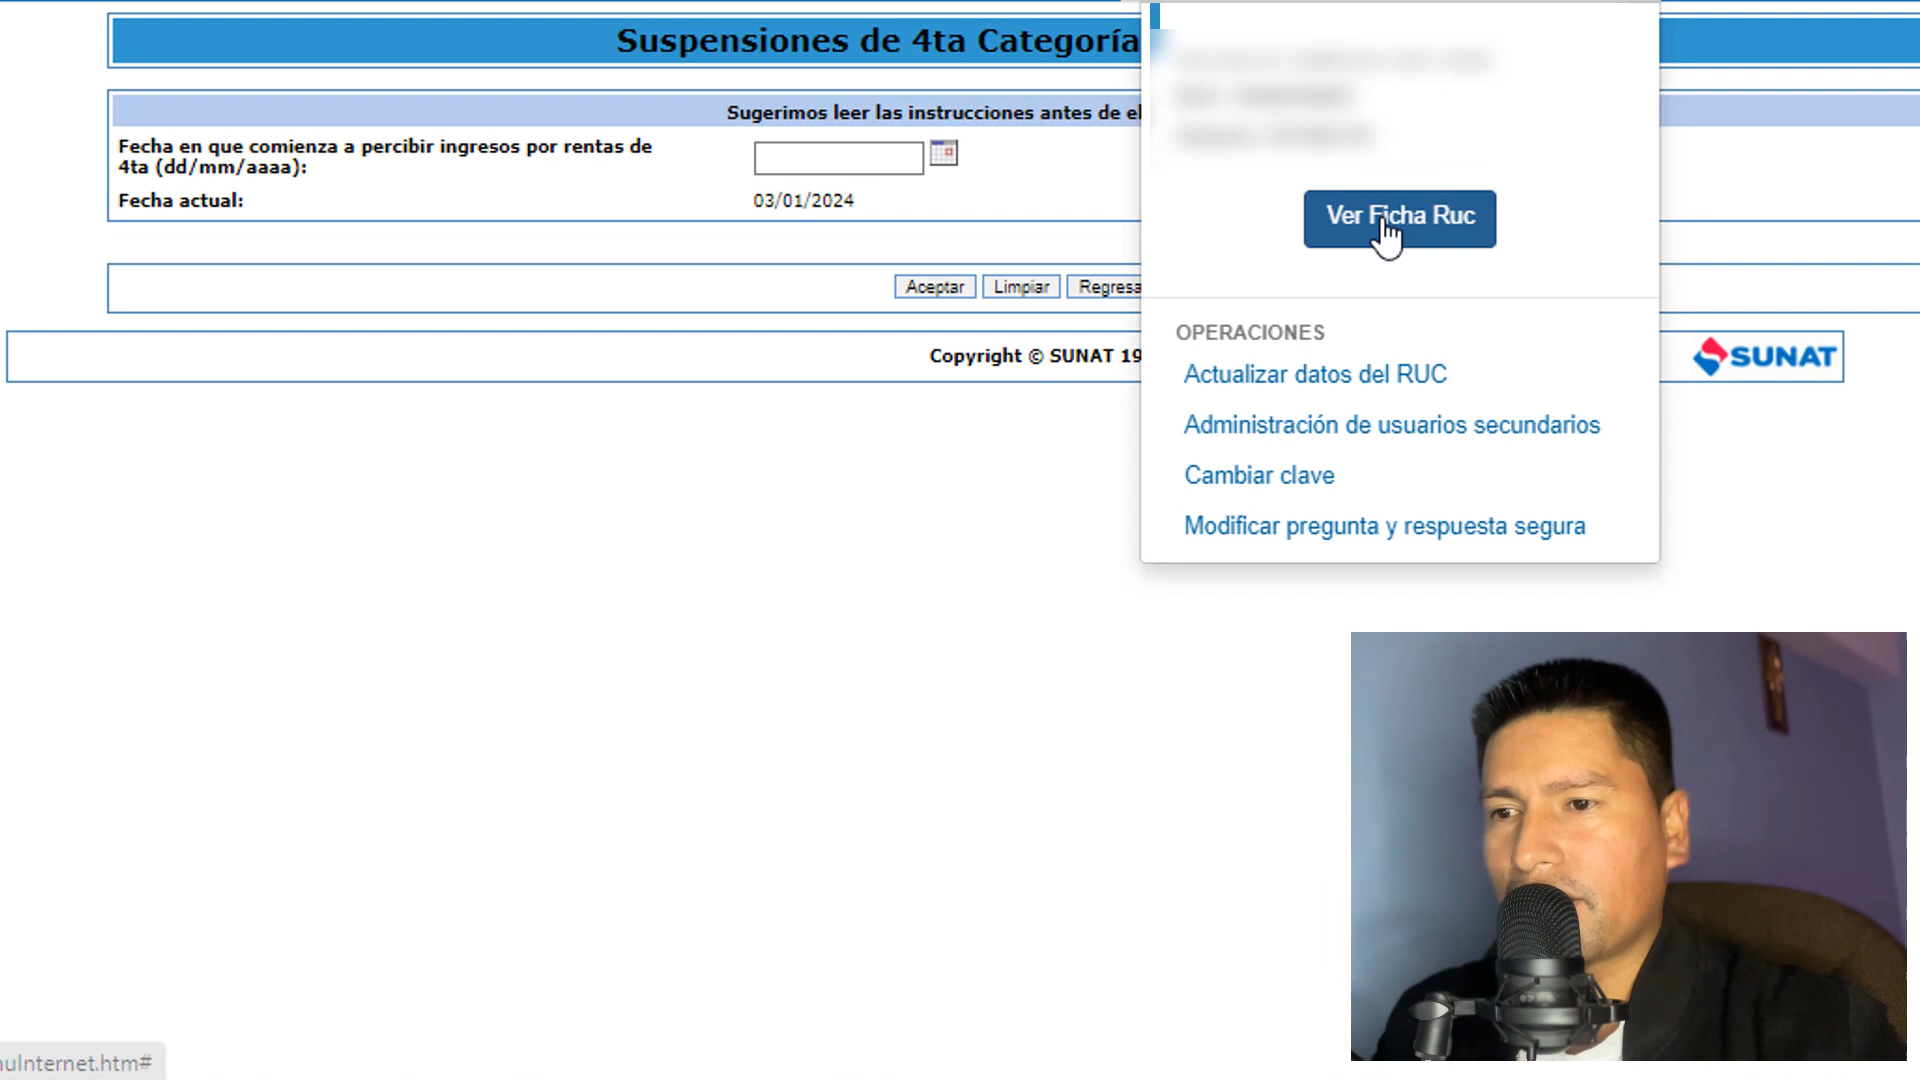 Suspensiones de 4ta Categoría
Sugerimos leer las instrucciones antes de el
Fecha en que comienza a percibir ingresos por rentas de
4ta (dd/mm/aaaa):
Fecha actual:
03/01/2024
Aceptar
Limpiar
Regresa
Copyright © SUNAT 19
Ver Ficha Ruc
OPERACIONES
Actualizar datos del RUC
Administración de usuarios secundarios
Cambiar clave
Modificar pregunta y respuesta segura
SUNAT
uInternet.htm#